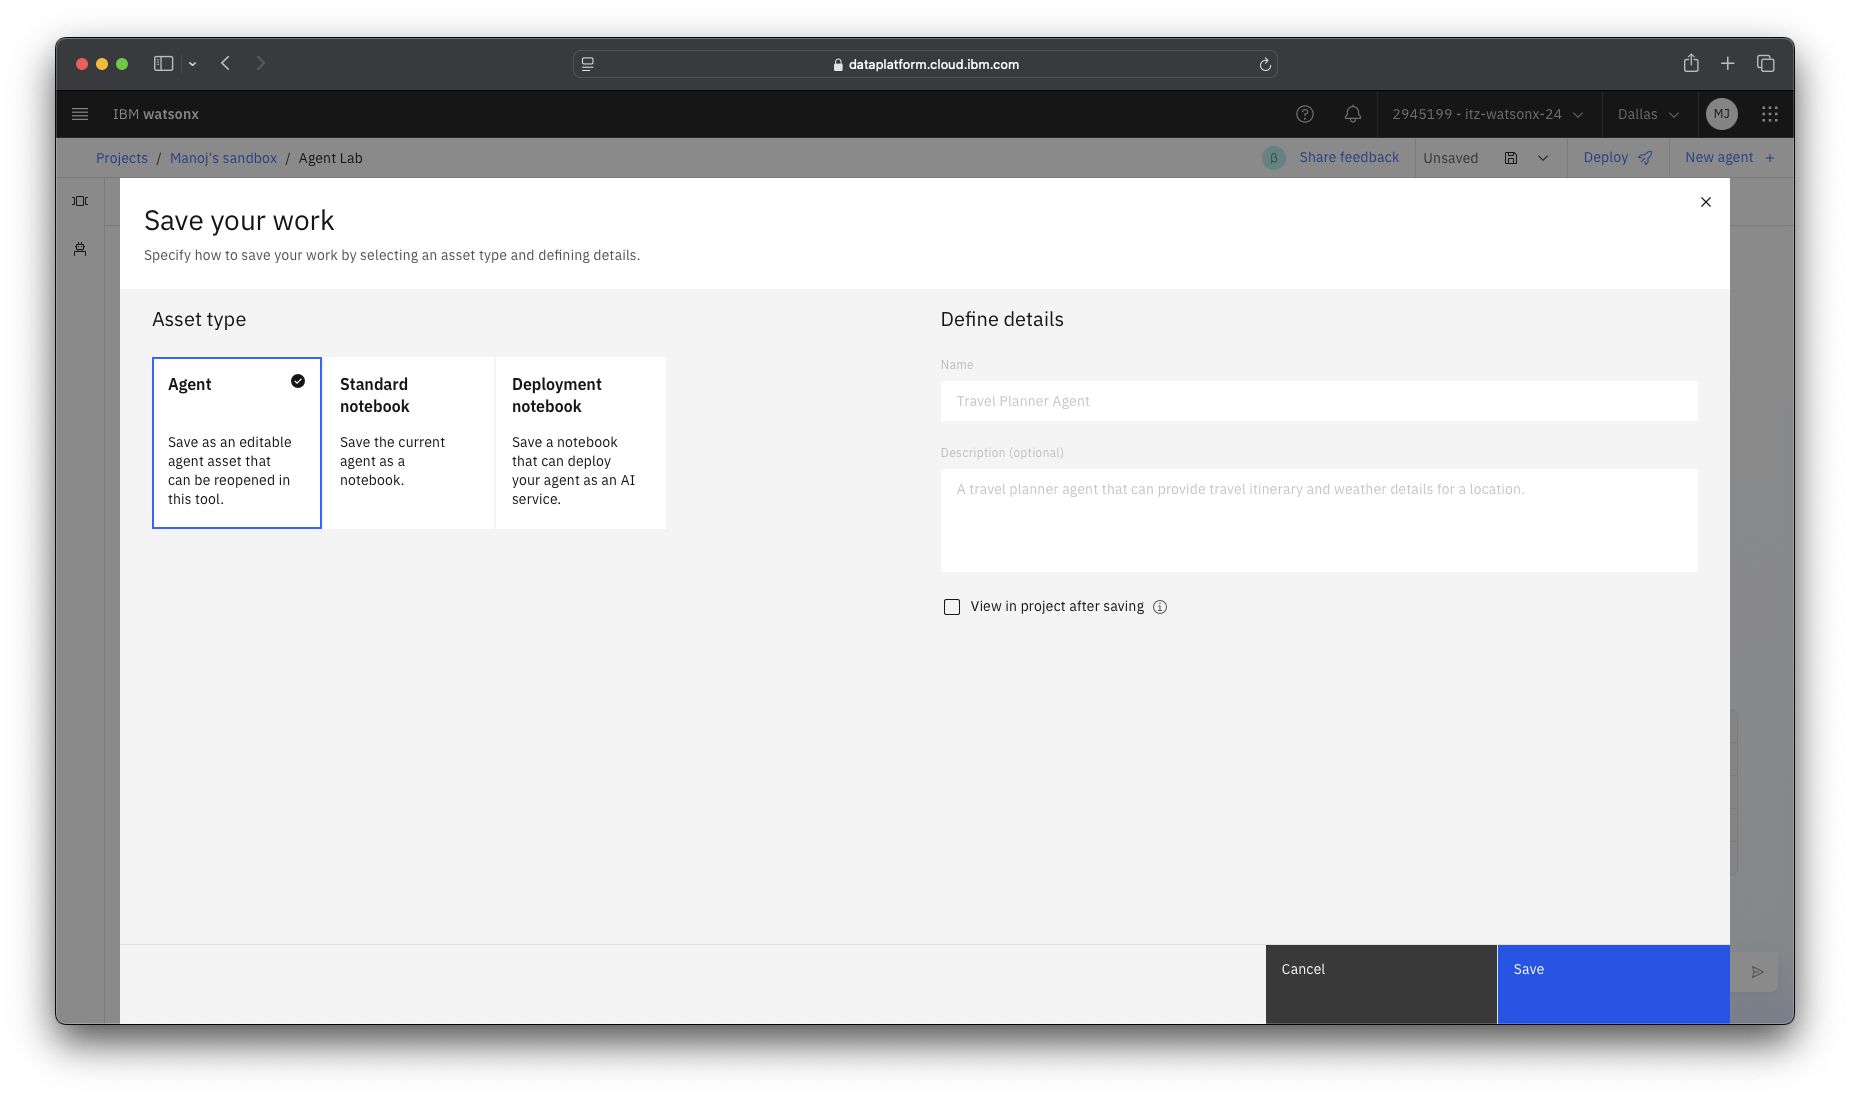 dataplatform.cloud.ibm.com
IBM watsonx
2945199 - itz-watsonx-24
Dallas
MJ
Projects / Manoj's sandbox / Agent Lab
β
Share feedback
Unsaved
Deploy
New agent +
Save your work
Specify how to save your work by selecting an asset type and defining details.
Asset type
Agent
Save as an editable
agent asset that
can be reopened in
this tool.
Standard
notebook
Save the current
agent as a
notebook.
Deployment
notebook
Save a notebook
that can deploy
your agent as an AI
service.
Define details
Name
Travel Planner Agent
Description (optional)
A travel planner agent that can provide travel itinerary and weather details for a location.
View in project after saving
Cancel
Save